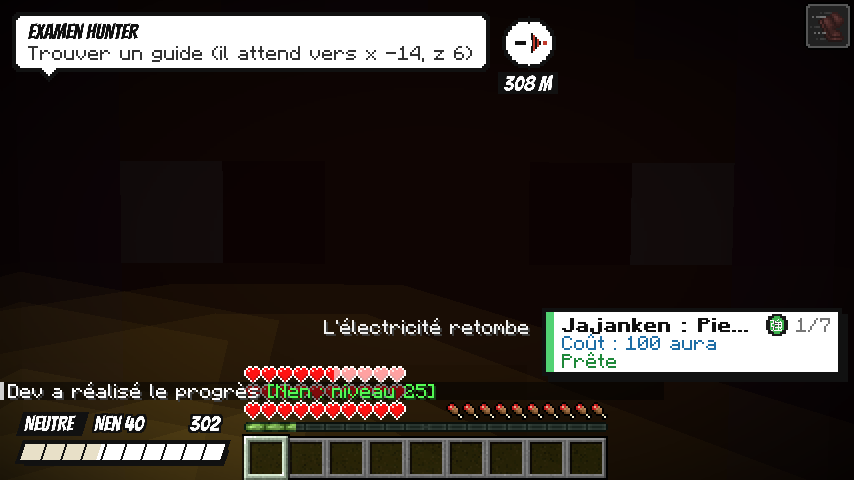 EXAMEN HUNTER
Trouver un guide (il attend vers x -14, z 6)
308 M
L'électricité retombe
Jajanken : Pie... 1/7
Coût : 100 aura
Prête
Dev a réalisé le progrès [Nen niveau 25]
NEUTRE NEN 40 302